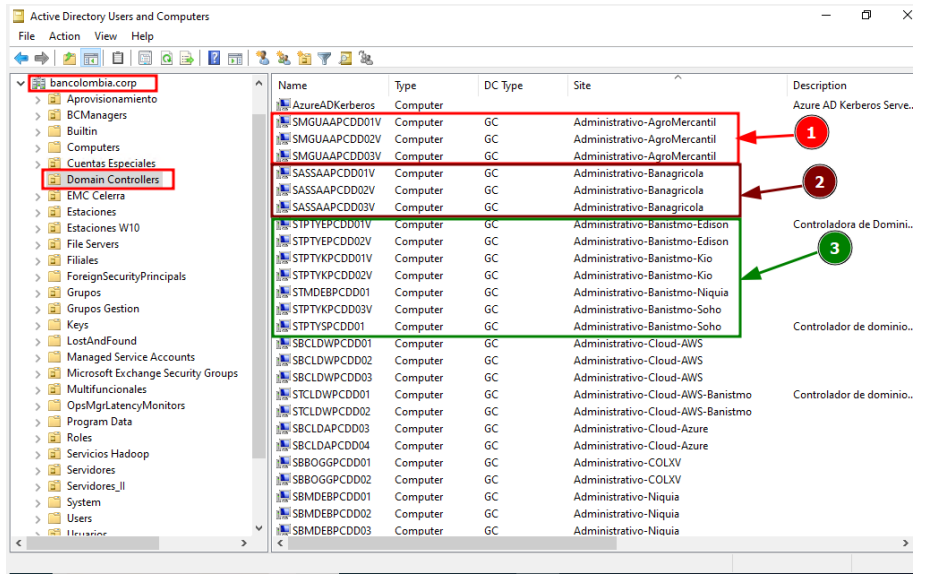 Active Directory Users and Computers
File Action View Help
bancolombia.corp
Aprovisionamiento
BCManagers
Builtin
Computers
Cuentas Especiales
Domain Controllers
EMC Celerra
Estaciones
Estaciones W10
File Servers
Filiales
ForeignSecurityPrincipals
Grupos
Grupos Gestion
Keys
LostAndFound
Managed Service Accounts
Microsoft Exchange Security Groups
Multifuncionales
OpsMgrLatencyMonitors
Program Data
Roles
Servicios Hadoop
Servidores
Servidores_II
System
Users
Usuarios
Name Type DC Type Site Description
AzureADKerberos Computer Azure AD Kerberos Serve...
SMGUAAPCDD01V Computer GC Administrativo-AgroMercantil
SMGUAAPCDD02V Computer GC Administrativo-AgroMercantil
SMGUAAPCDD03V Computer GC Administrativo-AgroMercantil
1
SASSAAPCDD01V Computer GC Administrativo-Banagricola
SASSAAPCDD02V Computer GC Administrativo-Banagricola
SASSAAPCDD03V Computer GC Administrativo-Banagricola
2
STPTYEPCDD01V Computer GC Administrativo-Banistmo-Edison Controladora de Domini...
STPTYEPCDD02V Computer GC Administrativo-Banistmo-Edison
STPTYKPCDD01V Computer GC Administrativo-Banistmo-Kio
STPTYKPCDD02V Computer GC Administrativo-Banistmo-Kio
STMDEBPCDD01 Computer GC Administrativo-Banistmo-Niquia
STPTYKPCDD03V Computer GC Administrativo-Banistmo-Soho
STPTYSPCDD01 Computer GC Administrativo-Banistmo-Soho Controlador de dominio...
3
SBCLDWPCDD01 Computer GC Administrativo-Cloud-AWS
SBCLDWPCDD02 Computer GC Administrativo-Cloud-AWS
SBCLDWPCDD03 Computer GC Administrativo-Cloud-AWS
STCLDWPCDD01 Computer GC Administrativo-Cloud-AWS-Banistmo Controlador de dominio...
STCLDWPCDD02 Computer GC Administrativo-Cloud-AWS-Banistmo
SBCLDAPCDD03 Computer GC Administrativo-Cloud-Azure
SBCLDAPCDD04 Computer GC Administrativo-Cloud-Azure
SBBOGGPCDD01 Computer GC Administrativo-COLXV
SBBOGGPCDD02 Computer GC Administrativo-COLXV
SBMDEBPCDD01 Computer GC Administrativo-Niquia
SBMDEBPCDD02 Computer GC Administrativo-Niquia
SBMDEBPCDD03 Computer GC Administrativo-Niquia